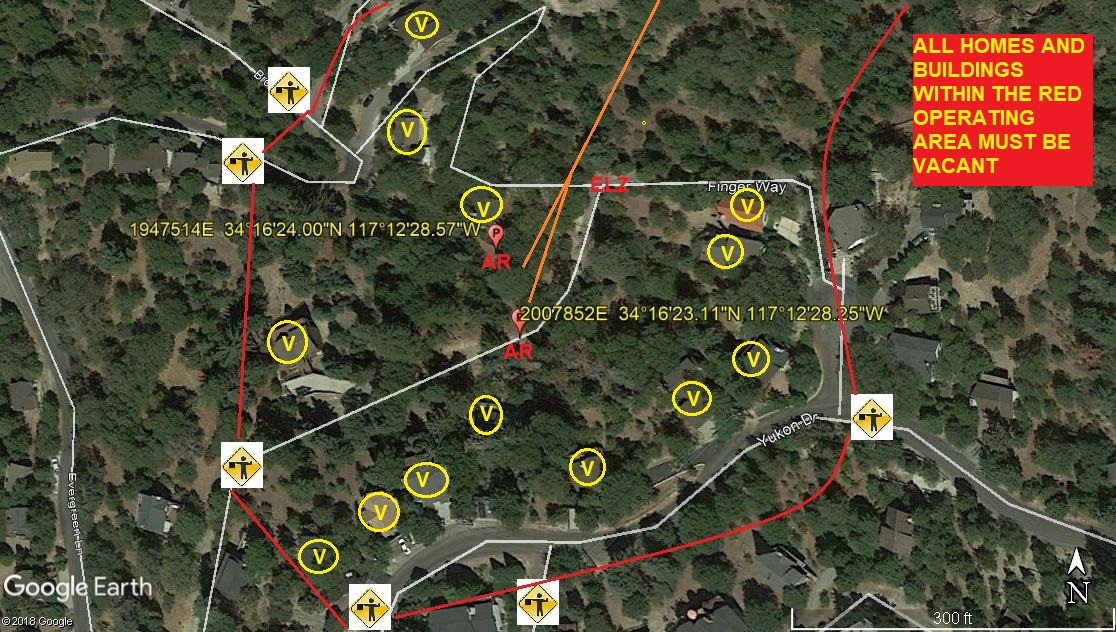 ALL HOMES AND
BUILDINGS
WITHIN THE RED
OPERATING
AREA MUST BE
VACANT
V
V
ELZ
Finger Way
V
V
1947514E 34°16'24.00"N 117°12'28.57"W
P
AR
V
2007852E 34°16'23.11"N 117°12'28.25"W
V
AR
V
V
V
Yukon Dr
V
V
Evergreen Ln
V
V
Google Earth
©2018 Google
N
300 ft